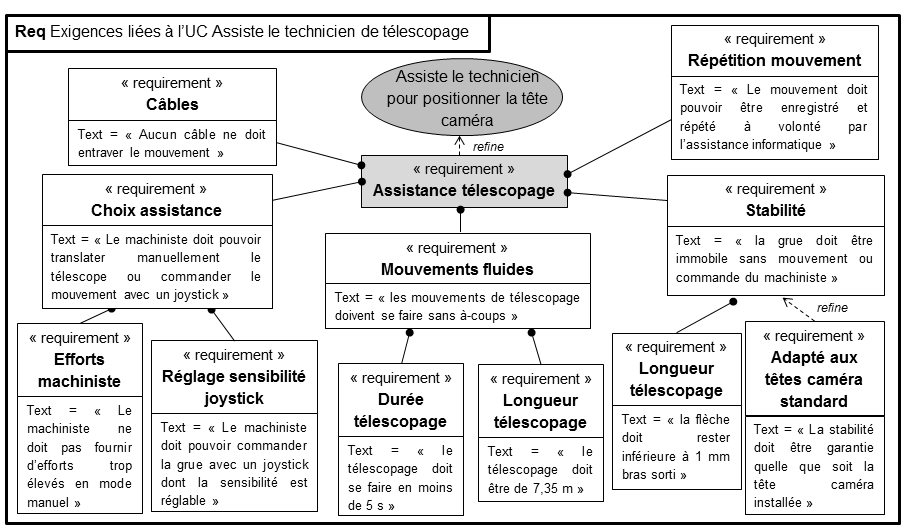 Req Exigences liées à l'UC Assiste le technicien de télescopage
Assiste le technicien
pour positionner la tête
caméra
refine
« requirement »
Assistance télescopage
« requirement »
Câbles
Text = « Aucun câble ne doit
entraver le mouvement »
« requirement »
Répétition mouvement
Text = « Le mouvement doit
pouvoir être enregistré et
répété à volonté par
l'assistance informatique »
« requirement »
Choix assistance
Text = « Le machiniste doit pouvoir
translater manuellement le
télescope ou commander le
mouvement avec un joystick »
« requirement »
Mouvements fluides
Text = « les mouvements de télescopage
doivent se faire sans à-coups »
« requirement »
Stabilité
Text = « la grue doit être
immobile sans mouvement ou
commande du machiniste »
refine
« requirement »
Efforts
machiniste
Text = « Le
machiniste ne
doit pas fournir
d'efforts trop
élevés en mode
manuel »
« requirement »
Réglage sensibilité
joystick
Text = « Le machiniste
doit pouvoir commander
la grue avec un joystick
dont la sensibilité est
réglable »
« requirement »
Durée
télescopage
Text = « le
télescopage doit
se faire en moins
de 5 s »
« requirement »
Longueur
télescopage
Text = « le
télescopage doit
être de 7,35 m »
« requirement »
Longueur
télescopage
Text = « la flèche
doit rester
inférieure à 1 mm
bras sorti »
« requirement »
Adapté aux
têtes caméra
standard
Text = « La stabilité
doit être garantie
quelle que soit la
tête caméra
installée »